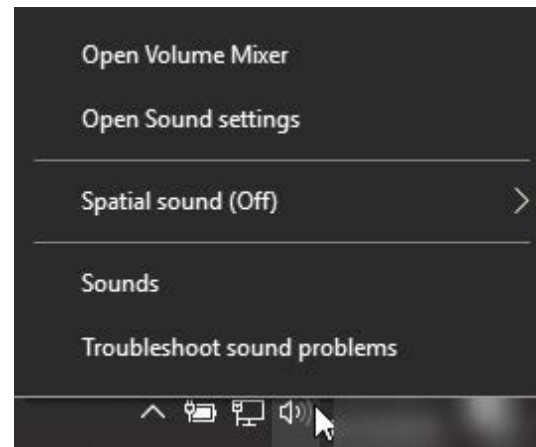 Open Volume Mixer
Open Sound settings
Spatial sound (Off)
Sounds
Troubleshoot sound problems